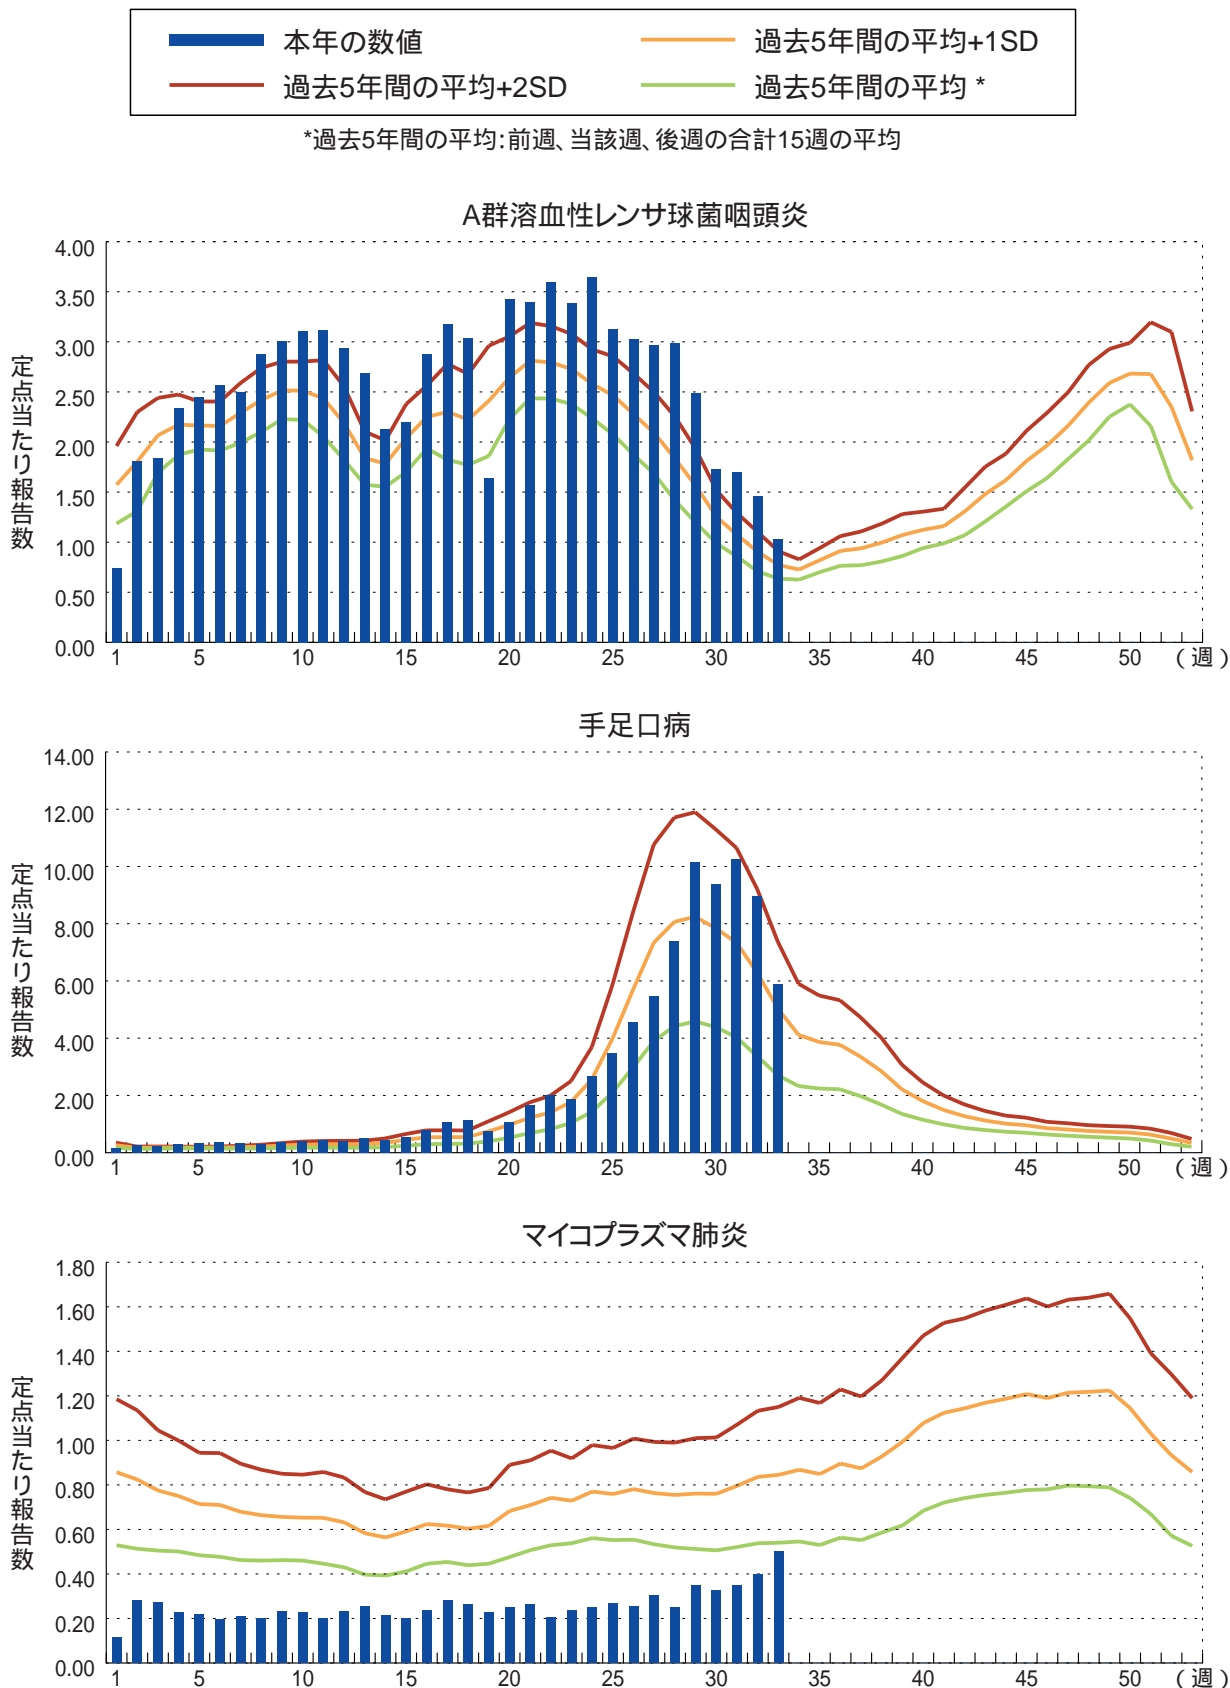 本年の数値
過去5年間の平均+1SD
過去5年間の平均+2SD
過去5年間の平均 *
*過去5年間の平均:前週、当該週、後週の合計15週の平均
A群溶血性レンサ球菌咽頭炎
定点当たり報告数
4.00
3.50
3.00
2.50
2.00
1.50
1.00
0.50
0.00
1 5 10 15 20 25 30 35 40 45 50 (週)
手足口病
定点当たり報告数
14.00
12.00
10.00
8.00
6.00
4.00
2.00
0.00
1 5 10 15 20 25 30 35 40 45 50 (週)
マイコプラズマ肺炎
定点当たり報告数
1.80
1.60
1.40
1.20
1.00
0.80
0.60
0.40
0.20
0.00
1 5 10 15 20 25 30 35 40 45 50 (週)